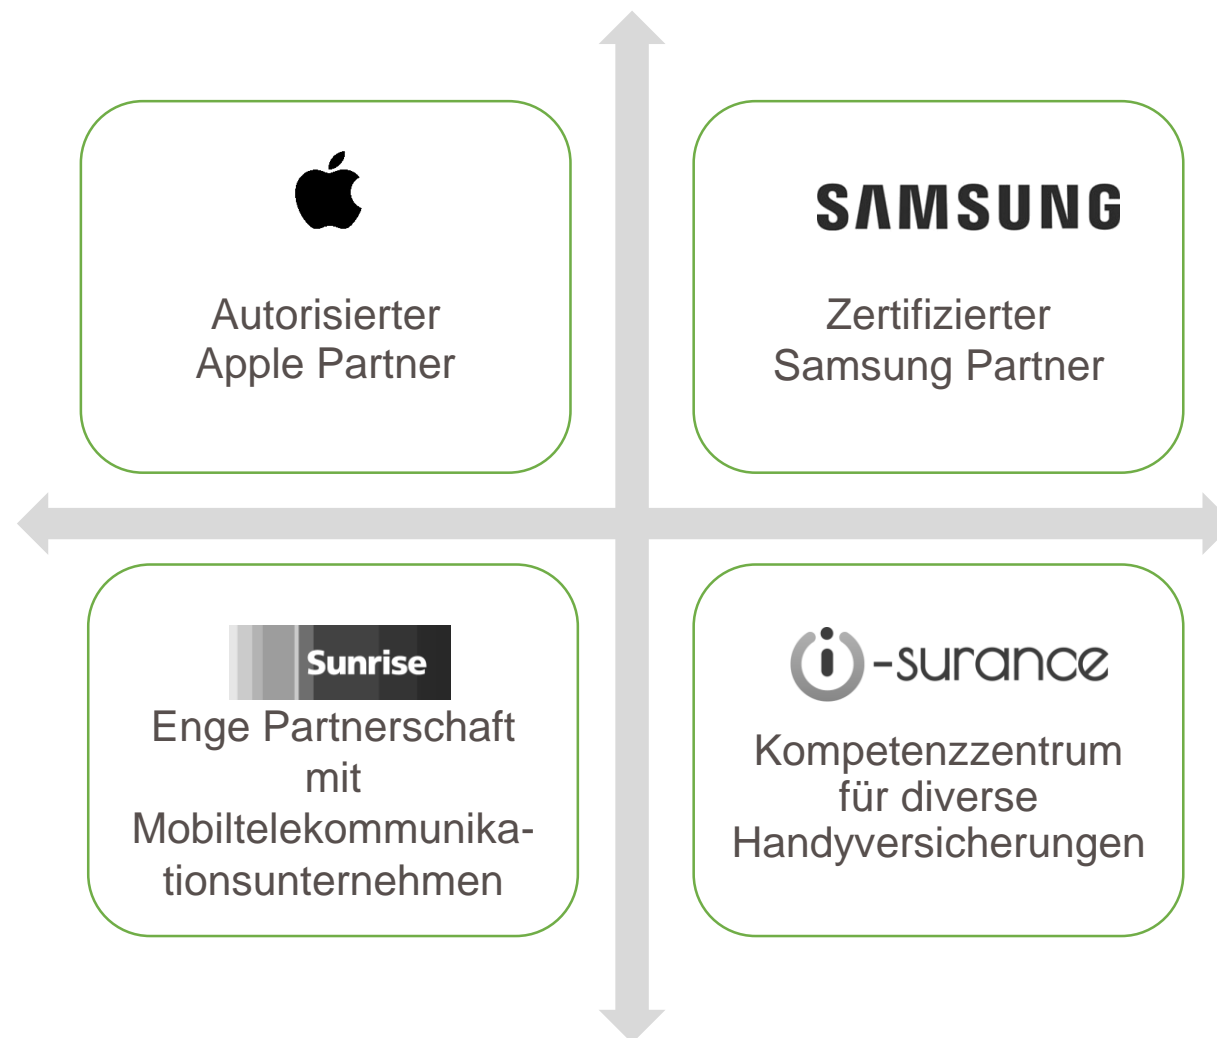 Autorisierter
Apple Partner
SAMSUNG
Zertifizierter
Samsung Partner
Sunrise
Enge Partnerschaft
mit
Mobiltelekommunika-
tionsunternehmen
i-surance
Kompetenzzentrum
für diverse
Handyversicherungen